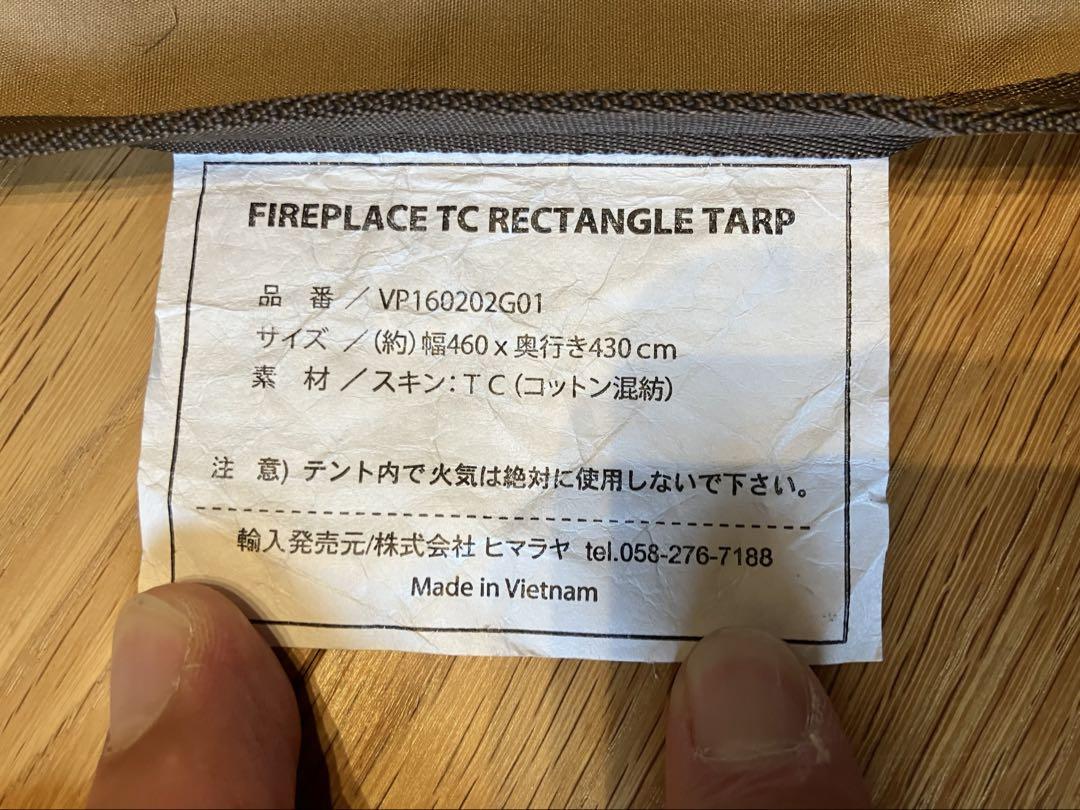 FIREPLACE TC RECTANGLE TARP
品 番 ／ VP160202G01
サイズ ／ (約) 幅460 x 奥行き430cm
素 材 ／ スキン：ＴＣ (コットン混紡)
注 意) テント内で火気は絶対に使用しないで下さい。
輸入発売元/株式会社 ヒマラヤ tel.058-276-7188
Made in Vietnam